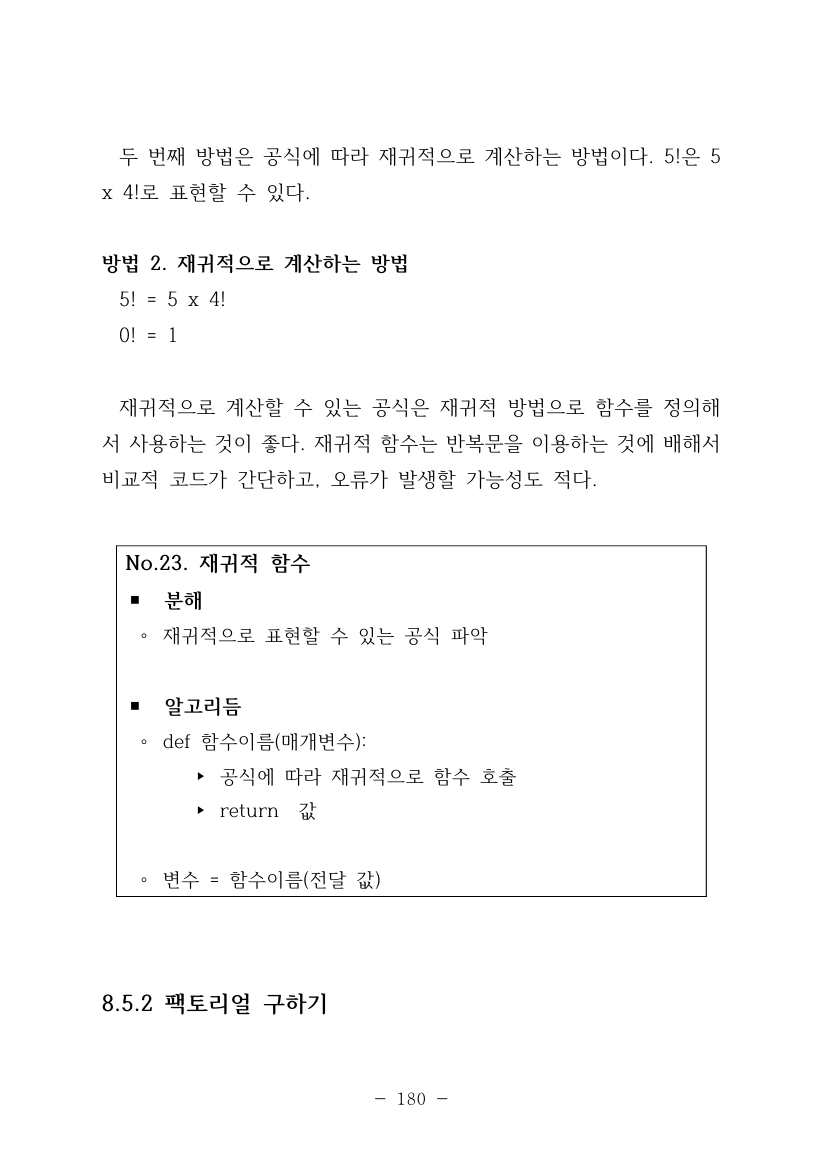 두 번째 방법은 공식에 따라 재귀적으로 계산하는 방법이다. 5!은 5
x 4!로 표현할 수 있다.
방법 2. 재귀적으로 계산하는 방법
5! = 5 x 4!
0! = 1
재귀적으로 계산할 수 있는 공식은 재귀적 방법으로 함수를 정의해
서 사용하는 것이 좋다. 재귀적 함수는 반복문을 이용하는 것에 배해서
비교적 코드가 간단하고, 오류가 발생할 가능성도 적다.
No.23. 재귀적 함수
■ 분해
◦ 재귀적으로 표현할 수 있는 공식 파악
■ 알고리듬
◦ def 함수이름(매개변수):
▸ 공식에 따라 재귀적으로 함수 호출
▸ return 값
◦ 변수 = 함수이름(전달 값)
8.5.2 팩토리얼 구하기
- 180 -